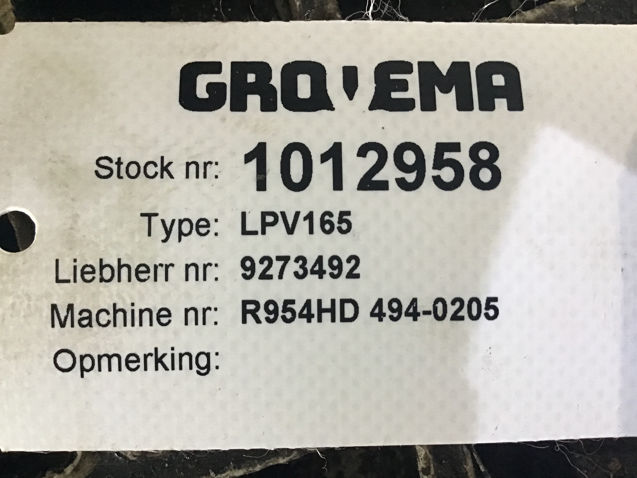 GROVEMA
Stock nr: 1012958
Type: LPV165
Liebherr nr: 9273492
Machine nr: R954HD 494-0205
Opmerking: